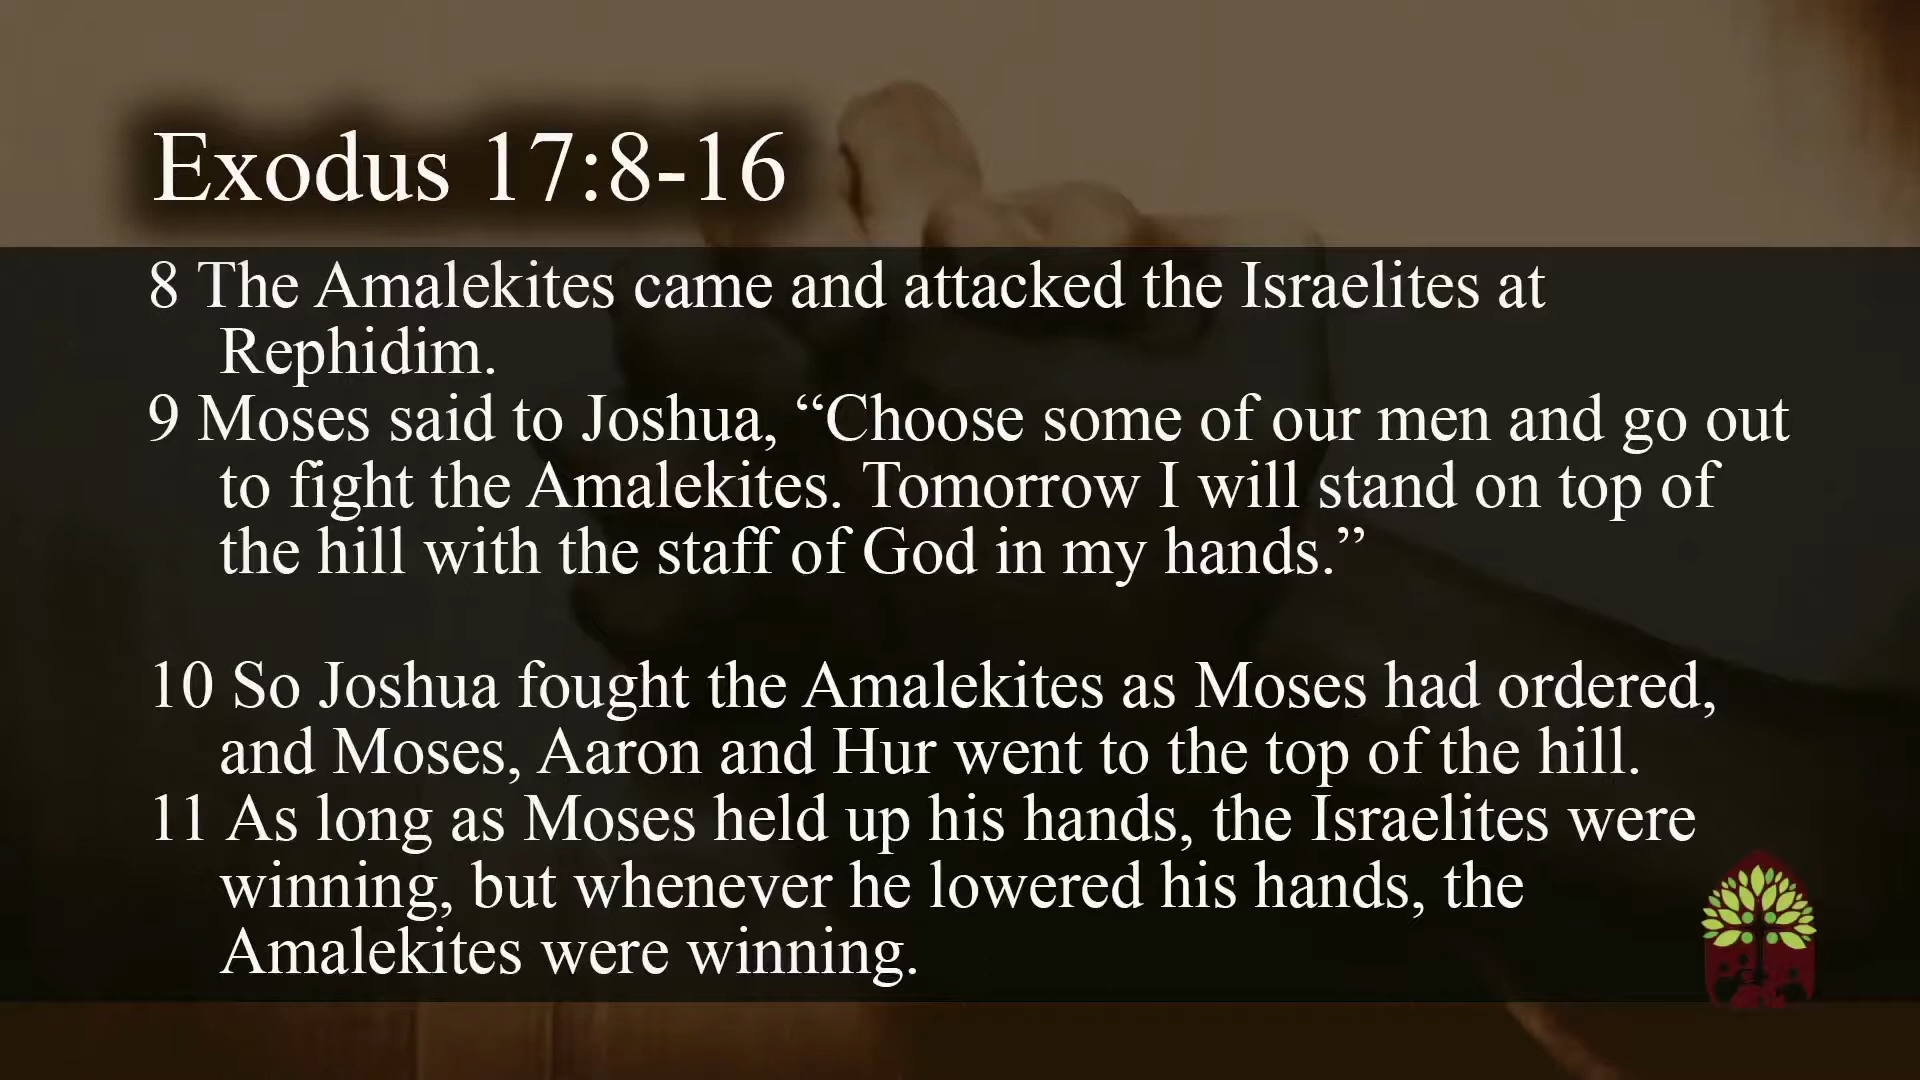 Exodus 17:8-16
8 The Amalekites came and attacked the Israelites at
Rephidim.
9 Moses said to Joshua, “Choose some of our men and go out
to fight the Amalekites. Tomorrow I will stand on top of
the hill with the staff of God in my hands.”
10 So Joshua fought the Amalekites as Moses had ordered,
and Moses, Aaron and Hur went to the top of the hill.
11 As long as Moses held up his hands, the Israelites were
winning, but whenever he lowered his hands, the
Amalekites were winning.